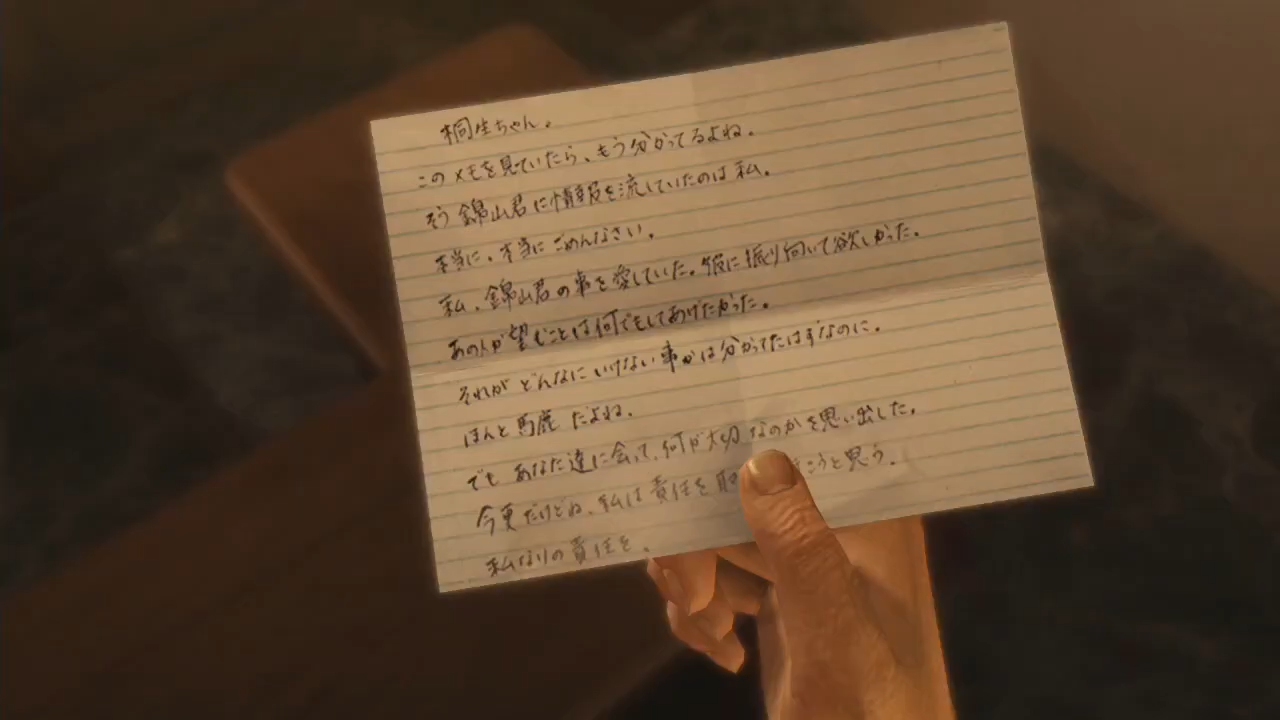 桐生ちゃん。
このメモを見ていたら、もう分かってるよね。
そう 錦山君に情報を流していたのは私。
本当に。本当に ごめんなさい。
私、錦山君の事を愛していた。彼に振り向いて欲しかった。
あの人が望むことは何でもしてあげたかった。
それが どんなに いけない事かは分かってたはずなのに。
ほんと馬鹿 だよね。
でも あなた達に会って、何が大切なのかを思い出した。
今更だけどね、私は責任を取 こうと思う。
私なりの責任を。